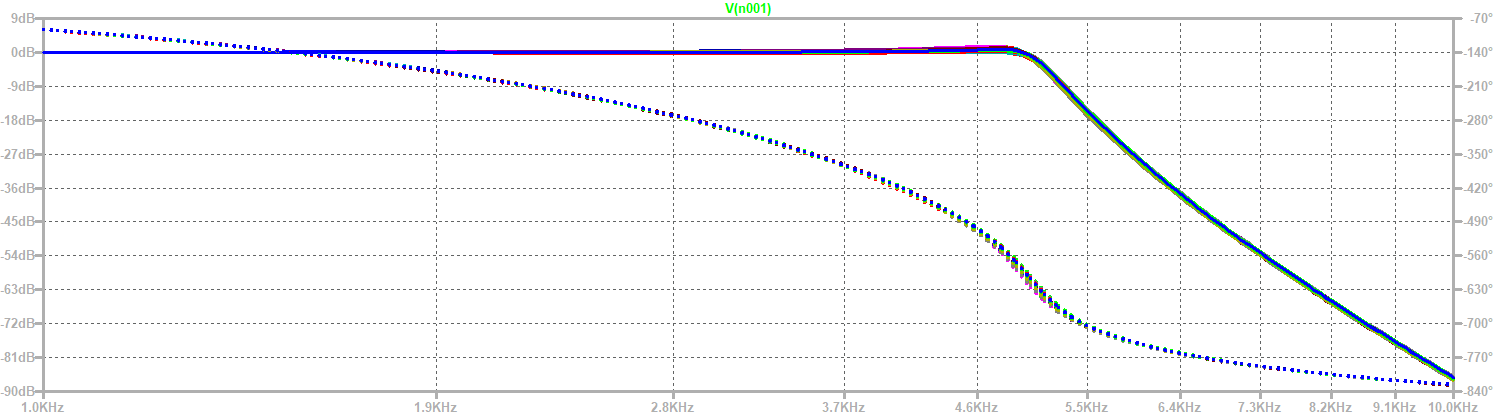 V(n001)
9dB -70°
0dB -140°
-9dB -210°
-18dB -280°
-27dB -350°
-36dB -420°
-45dB -490°
-54dB -560°
-63dB -630°
-72dB -700°
-81dB -770°
-90dB -840°
1.0KHz 1.9KHz 2.8KHz 3.7KHz 4.6KHz 5.5KHz 6.4KHz 7.3KHz 8.2KHz 9.1KHz 10.0KHz